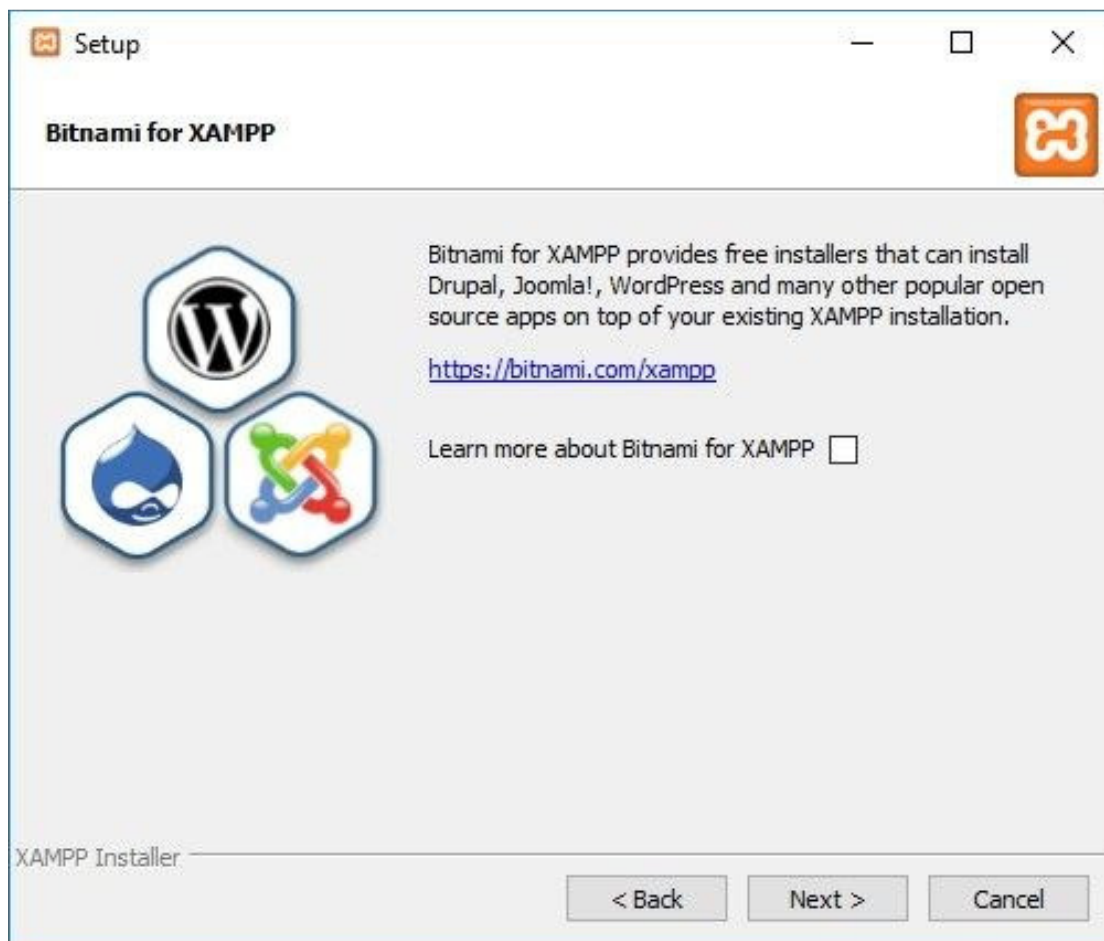 Setup
Bitnami for XAMPP
Bitnami for XAMPP provides free installers that can install
Drupal, Joomla!, WordPress and many other popular open
source apps on top of your existing XAMPP installation.
https://bitnami.com/xampp
Learn more about Bitnami for XAMPP
XAMPP Installer
< Back
Next >
Cancel